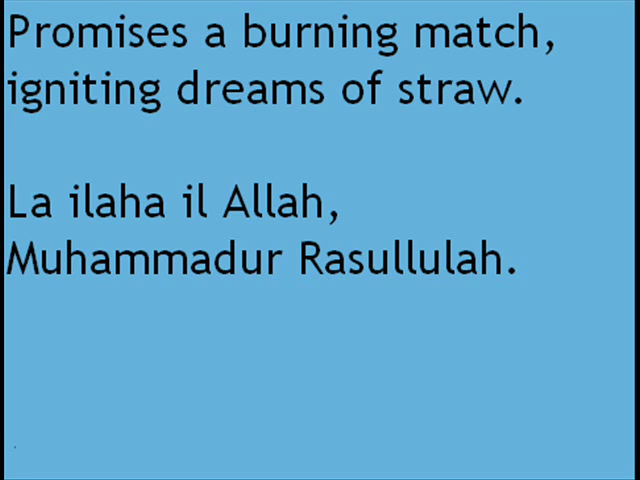 Promises a burning match,
igniting dreams of straw.
La ilaha il Allah,
Muhammadur Rasullulah.